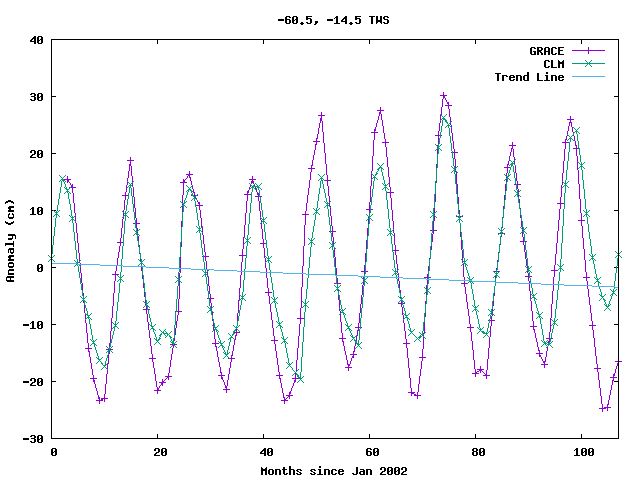 -60.5, -14.5 TWS
GRACE
CLM
Trend Line
40
30
20
10
0
-10
-20
-30
Anomaly (cm)
0 20 40 60 80 100
Months since Jan 2002